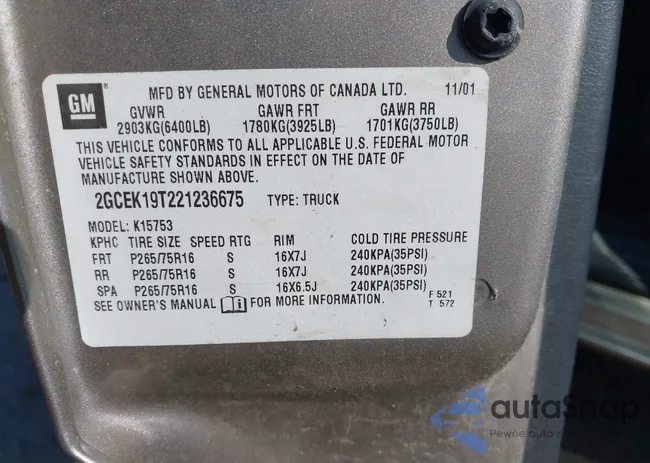 GM
MFD BY GENERAL MOTORS OF CANADA LTD. 11/01
GVWR GAWR FRT GAWR RR
2903KG(6400LB) 1780KG(3925LB) 1701KG(3750LB)
THIS VEHICLE CONFORMS TO ALL APPLICABLE U.S. FEDERAL MOTOR
VEHICLE SAFETY STANDARDS IN EFFECT ON THE DATE OF
MANUFACTURE SHOWN ABOVE.
2GCEK19T221236675 TYPE: TRUCK
MODEL: K15753
KPHC TIRE SIZE SPEED RTG RIM COLD TIRE PRESSURE
FRT P265/75R16 S 16X7J 240KPA(35PSI)
RR P265/75R16 S 16X7J 240KPA(35PSI)
SPA P265/75R16 S 16X6.5J 240KPA(35PSI)
SEE OWNER'S MANUAL FOR MORE INFORMATION.
F 521
T 572
autoSnap
Pewne auta z